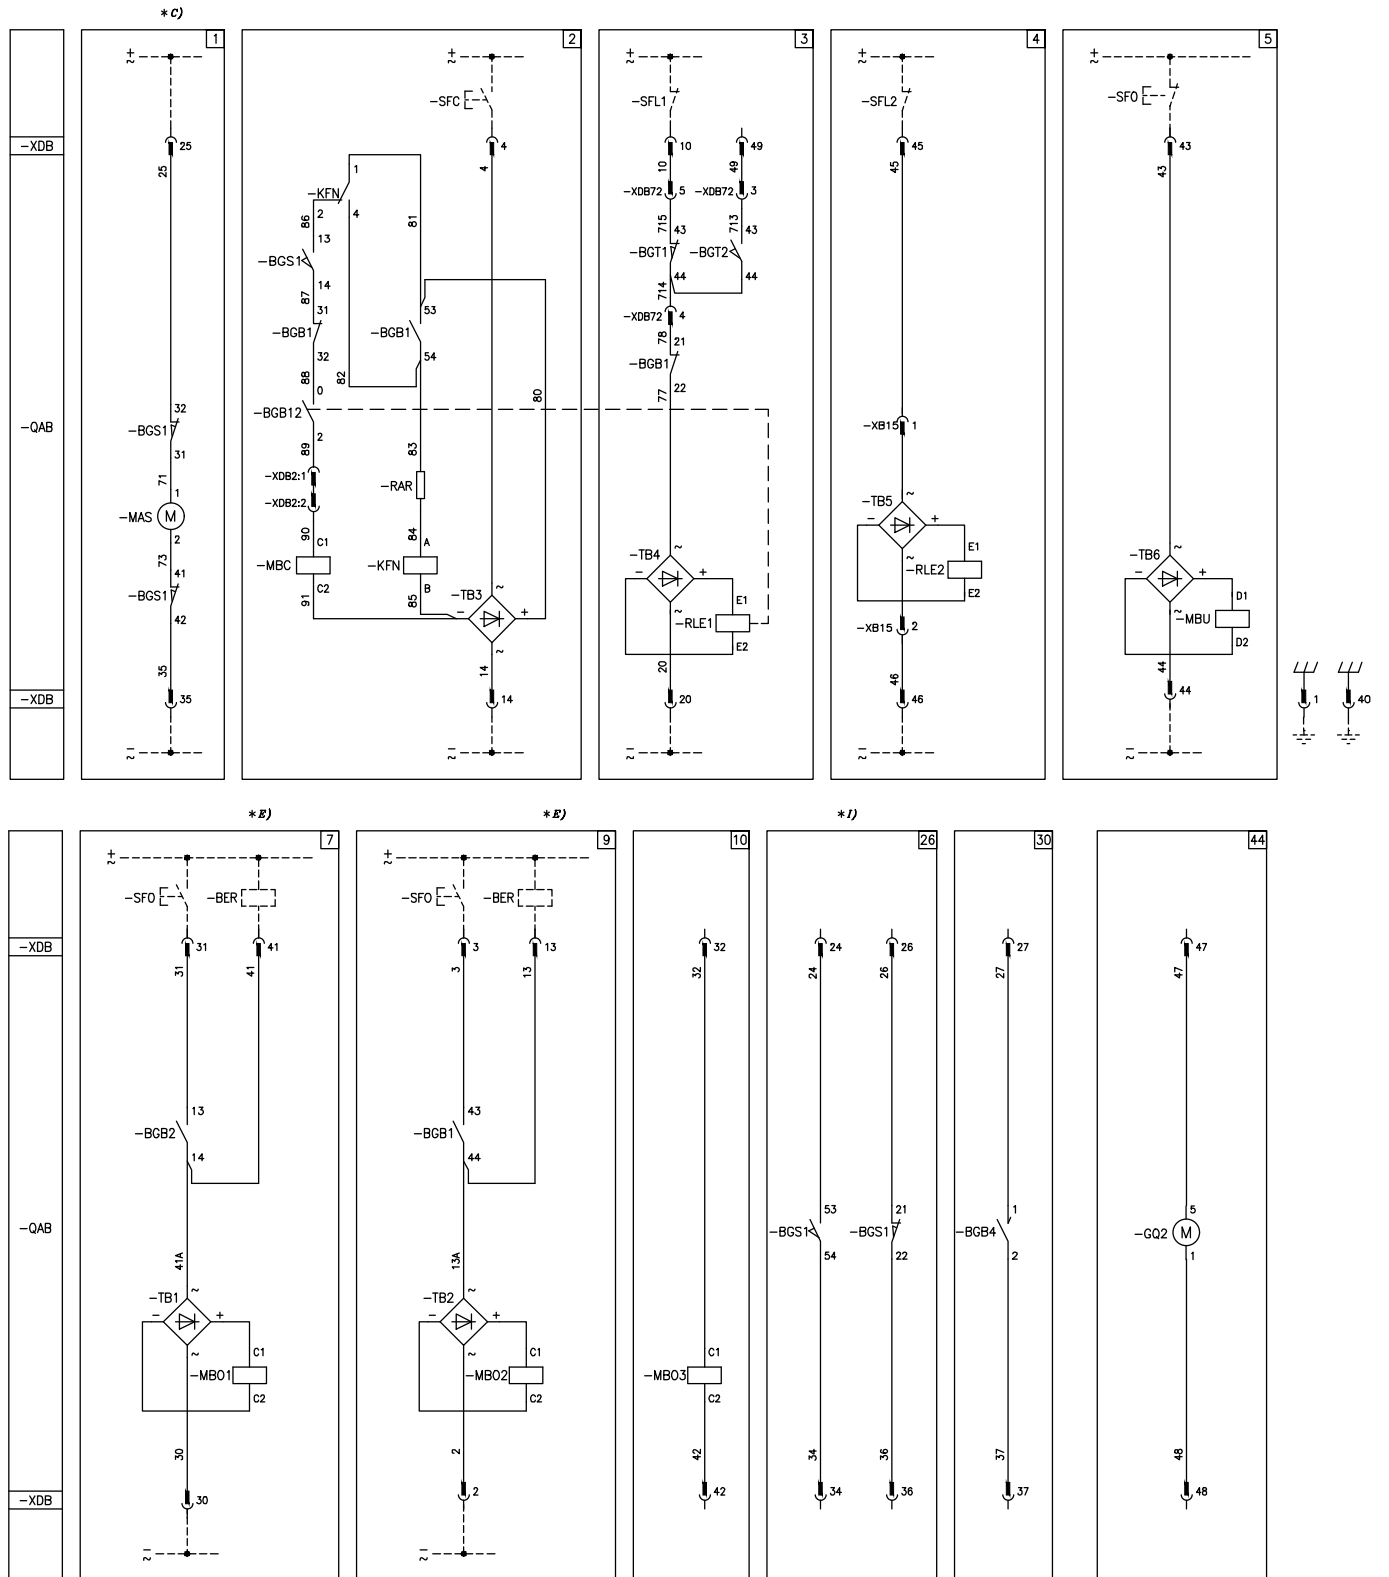 *C)
1
2
3
4
5
+
~
+
~
+
~
+
~
+
~
-SFC
-SFL1
-SFL2
-SFO
-XDB
25
4
10
49
45
43
25
4
10
49
45
43
-KFN
1
-XDB72
5
-XDB72
3
86
2
4
81
715
43
713
43
13
-BGS1
-BGT1
-BGT2
14
87
44
44
714
31
53
-XDB72
4
-BGB1
-BGB1
78
21
32
54
-BGB1
88
82
80
77
22
0
-QAB
32
-BGB12
-XB15
1
-BGS1
2
31
89
83
71
-XDB2:1
-RAR
1
-XDB2:2
-TB5
~
-MAS
M
-
+
2
90
84
C1
A
E1
73
41
-MBC
-KFN
-TB4
~
~
-RLE2
-TB6
~
-BGS1
C2
B
-
+
E2
-
+
42
91
85
-TB3
~
E1
D1
-
+
~
-RLE1
-XB15
2
~
-MBU
E2
D2
~
35
14
20
46
44
-XDB
35
14
20
46
44
1
40
-
~
-
~
-
~
-
~
-
~
*E)
*E)
*I)
7
9
10
26
30
44
+
~
+
~
-SFO
-BER
-SFO
-BER
-XDB
31
41
3
13
32
24
26
27
47
31
41
3
13
32
24
26
27
47
13
43
-BGB2
-BGB1
14
44
-QAB
53
21
1
5
-BGS1
-BGS1
-BGB4
-GQ2
M
54
22
2
1
41A
13A
-TB1
~
-TB2
~
-
+
-
+
~
C1
~
C1
C1
-MBO1
-MBO2
-MBO3
C2
C2
C2
30
2
42
34
36
37
48
-XDB
30
2
42
34
36
37
48
-
~
-
~